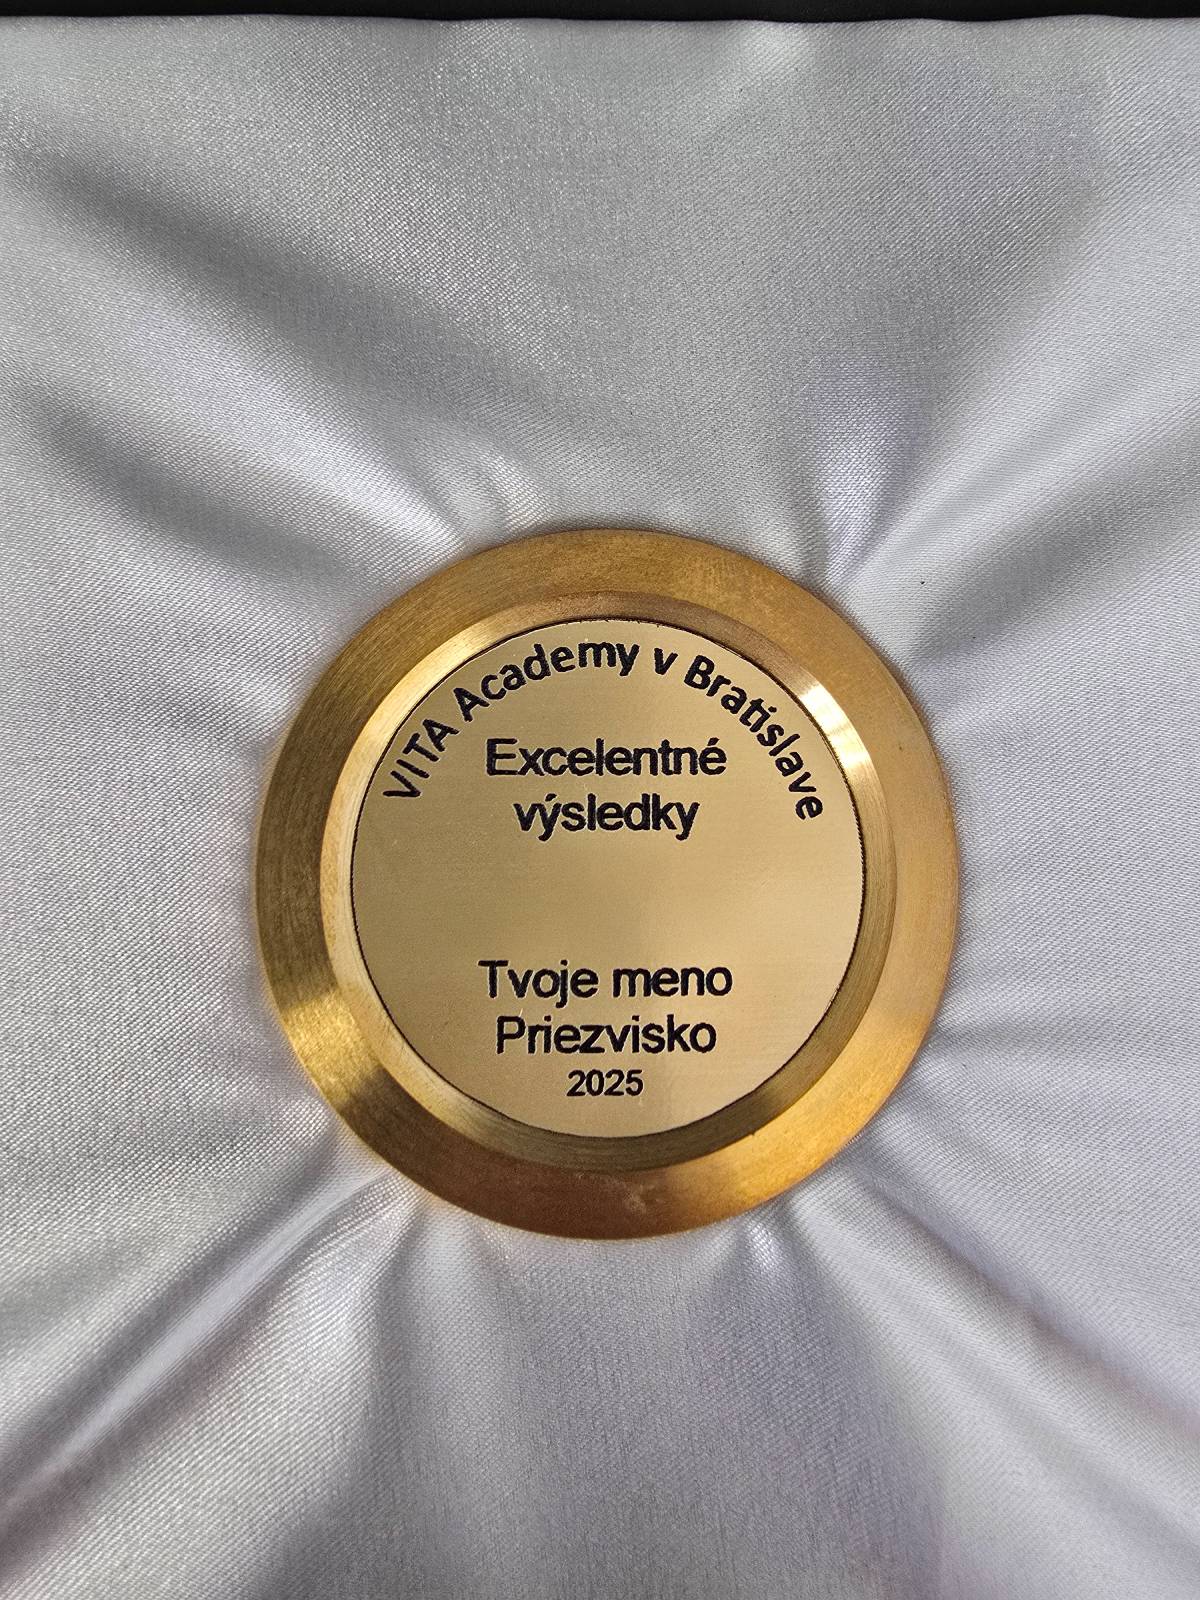 VITA Academy v Bratislave
Excelentné
výsledky
Tvoje meno
Priezvisko
2025